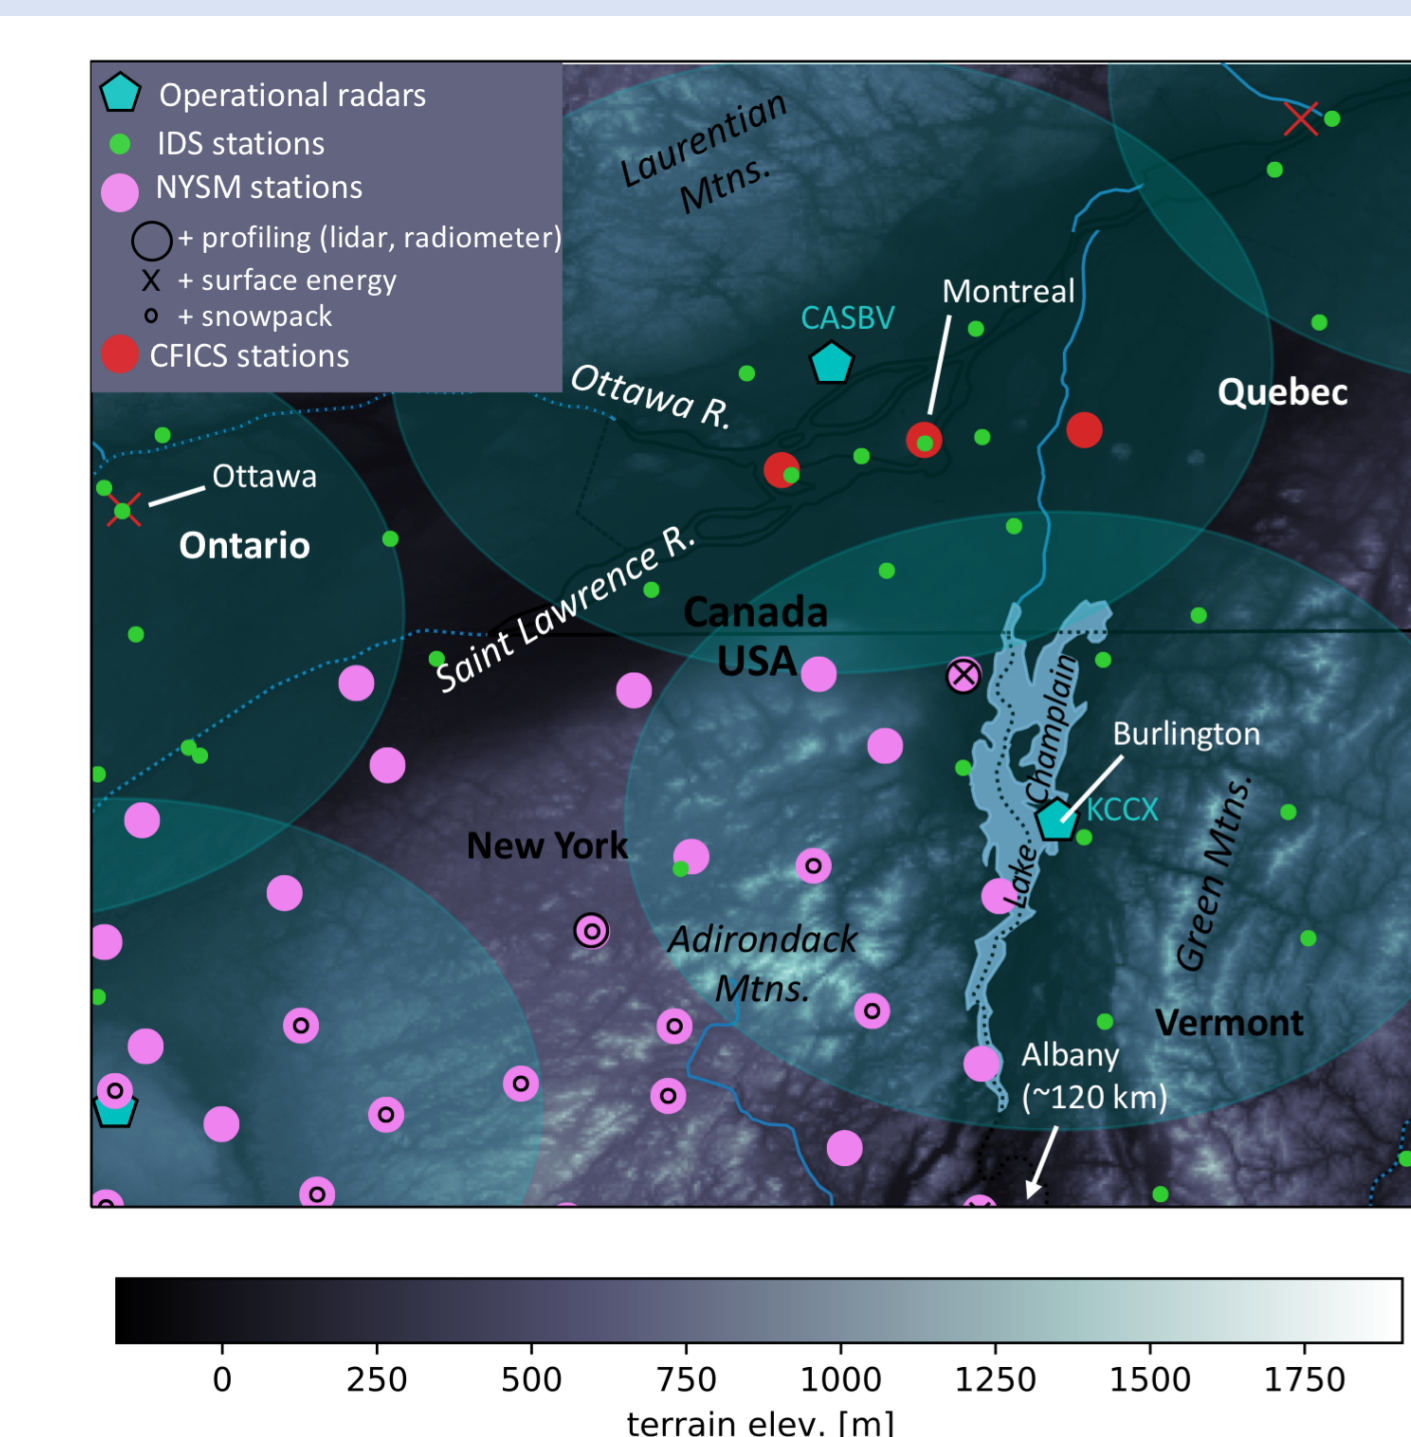 Operational radars
IDS stations
NYSM stations
+ profiling (lidar, radiometer)
x + surface energy
+ snowpack
CFICS stations
Laurentian
Mtns.
Montreal
CASBV
Ottawa R.
Quebec
Ottawa
Ontario
Saint Lawrence R.
Canada
USA
Lake Champlain
Burlington
KCCX
New York
Green Mtns.
Adirondack
Mtns.
Vermont
Albany
(~120 km)
0 250 500 750 1000 1250 1500 1750
terrain elev. [m]